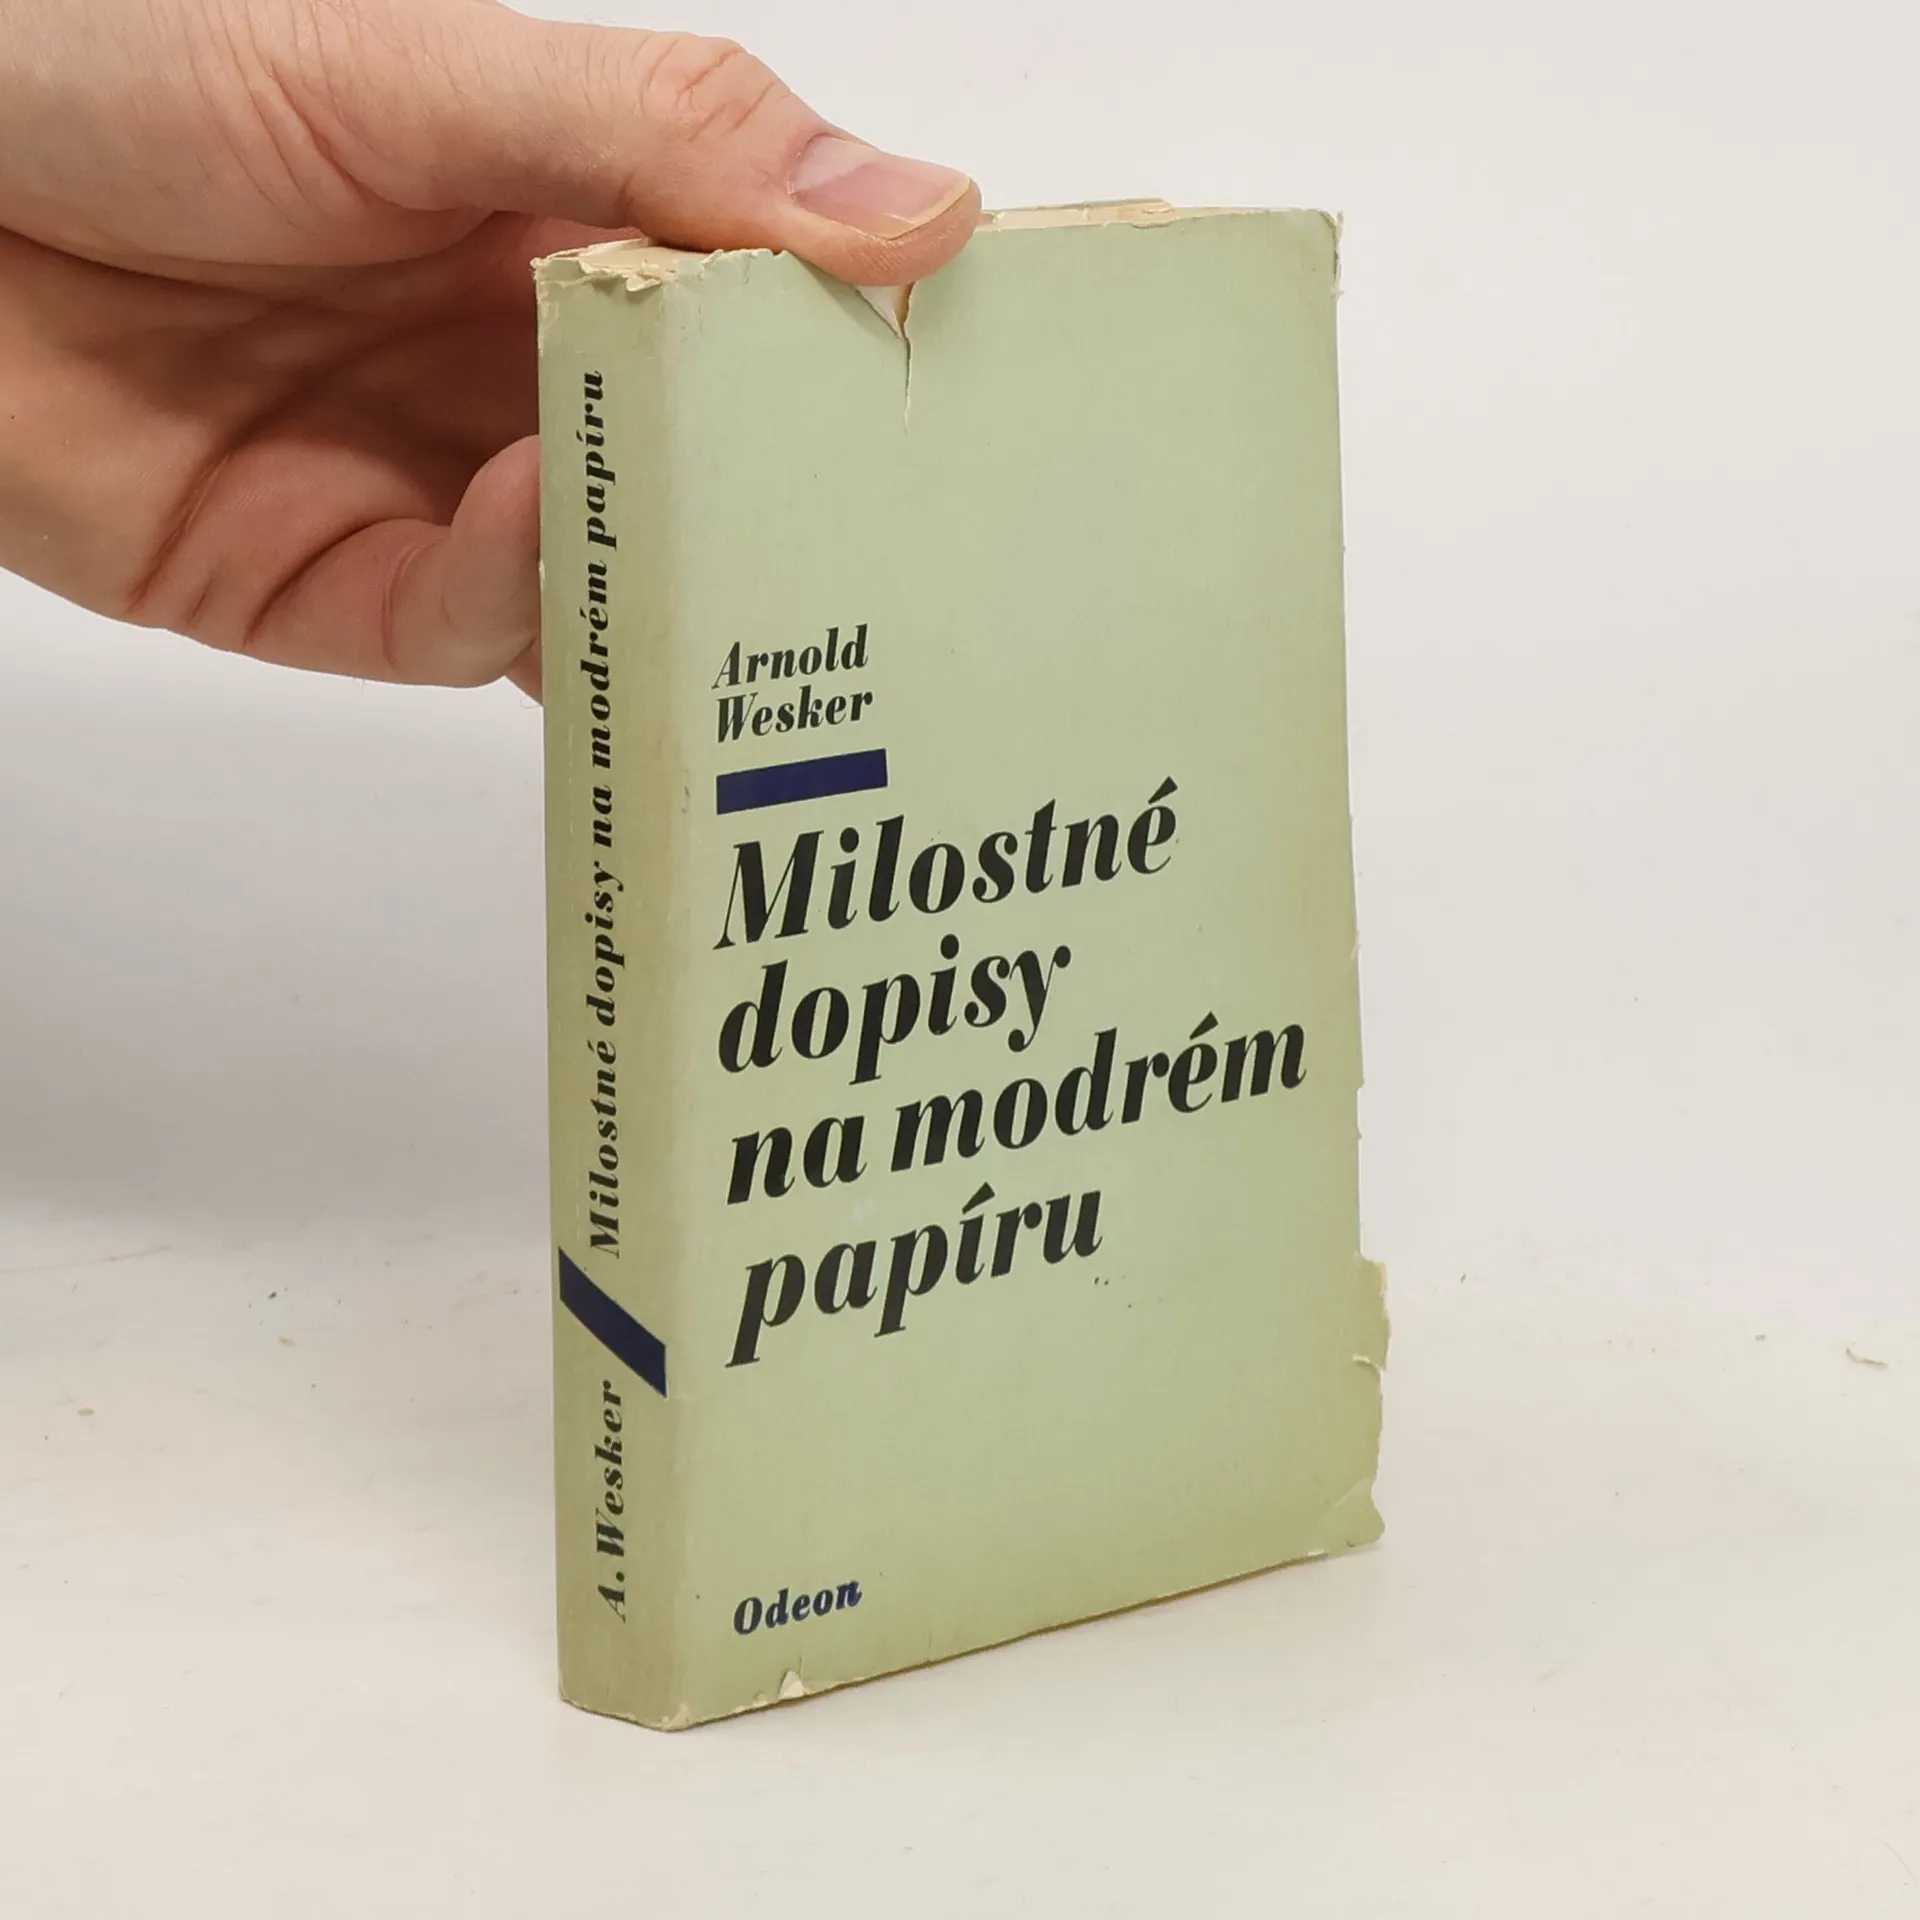 Arnold
Wesker
Milostné
dopisy
na modrém
papíru
Odeon
A. Wesker Milostné dopisy na modrém papíru